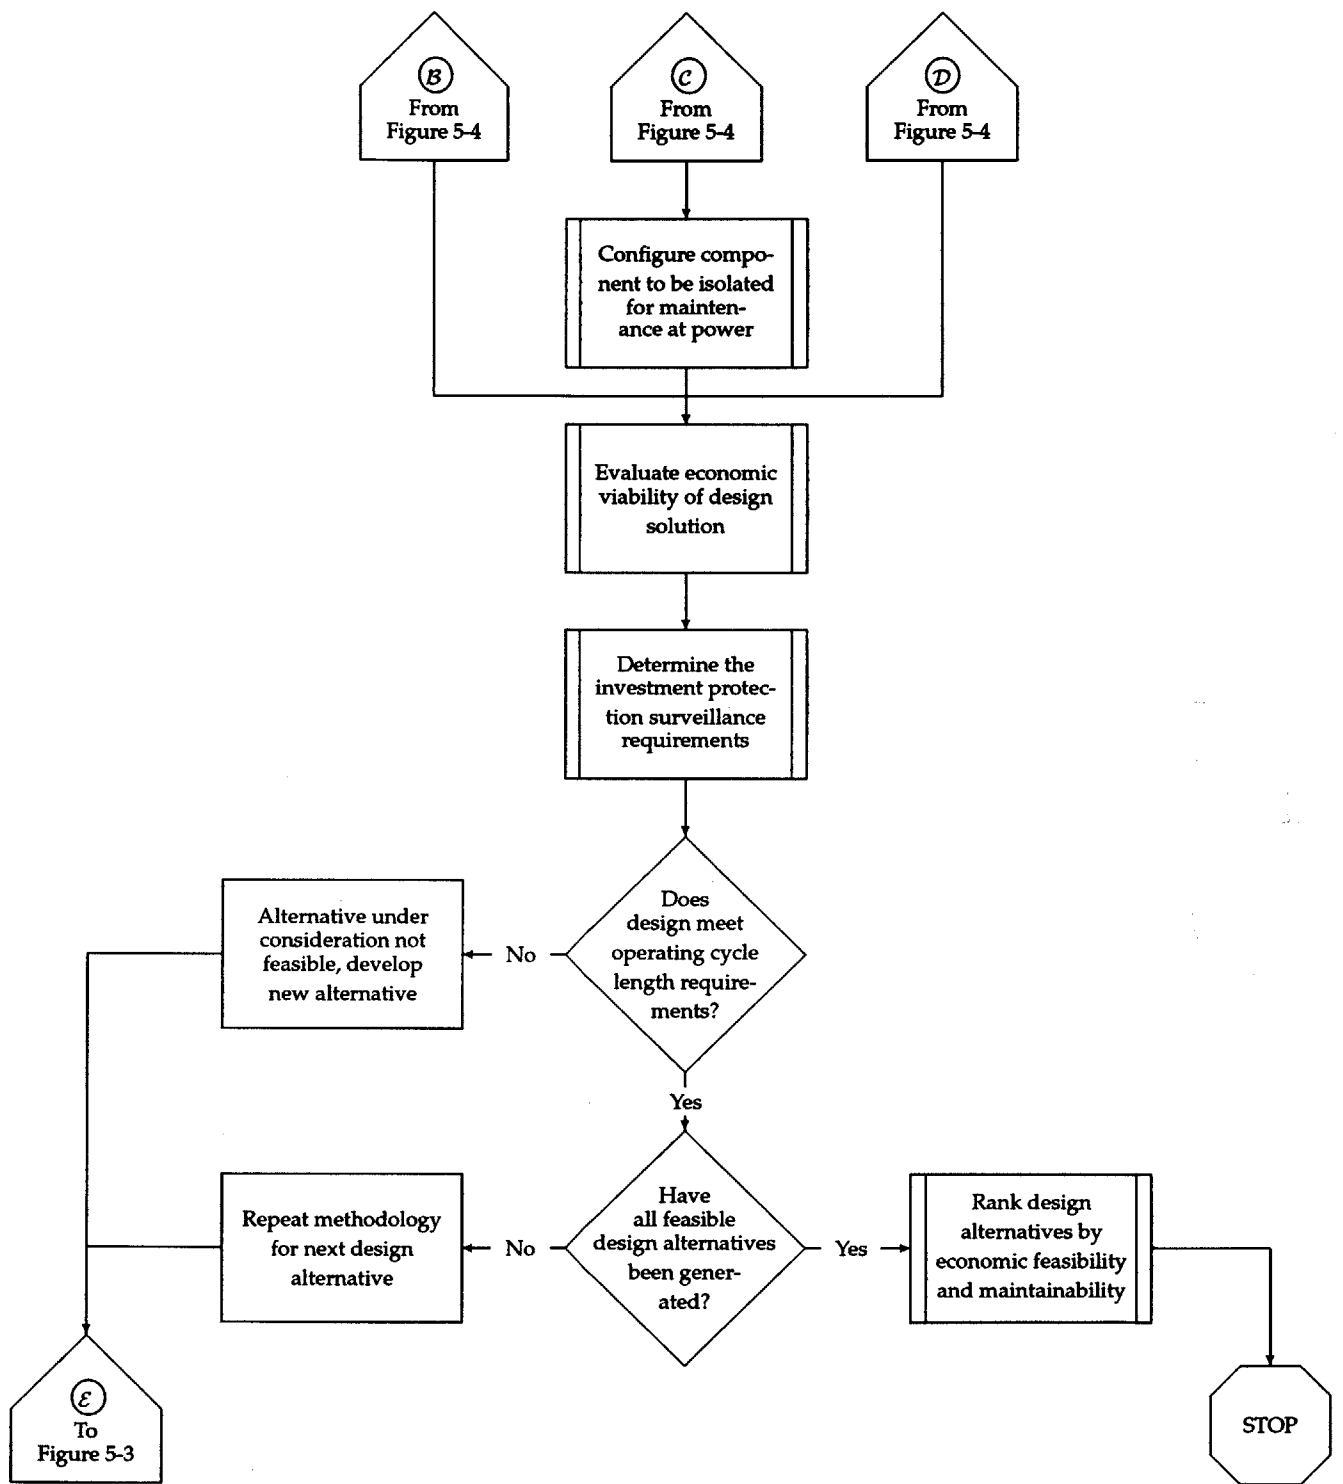 B
From
Figure 5-4
C
From
Figure 5-4
D
From
Figure 5-4
Configure compo-
nent to be isolated
for mainten-
ance at power
Evaluate economic
viability of design
solution
Determine the
investment protec-
tion surveillance
requirements
Does
design meet
operating cycle
length require-
ments?
No
Alternative under
consideration not
feasible, develop
new alternative
Yes
Have
all feasible
design alternatives
been gener-
ated?
No
Repeat methodology
for next design
alternative
Yes
Rank design
alternatives by
economic feasibility
and maintainability
E
To
Figure 5-3
STOP